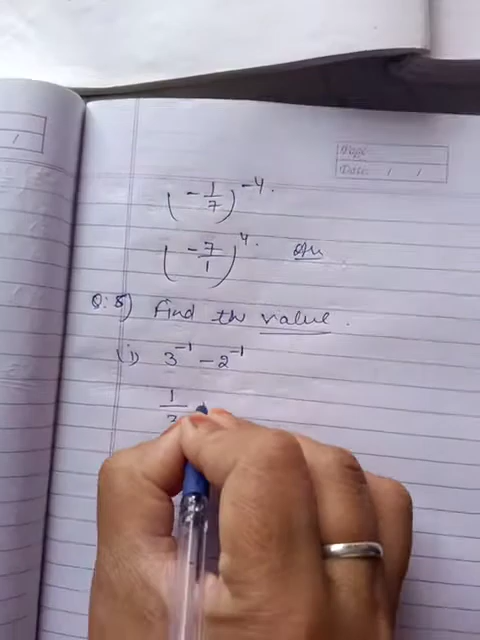 Page:
Date: / /
(-1/7)^-4.
(-7/1)^4. Ans.
Q:8) Find the value.
(i) 3^-1 - 2^-1
1/3